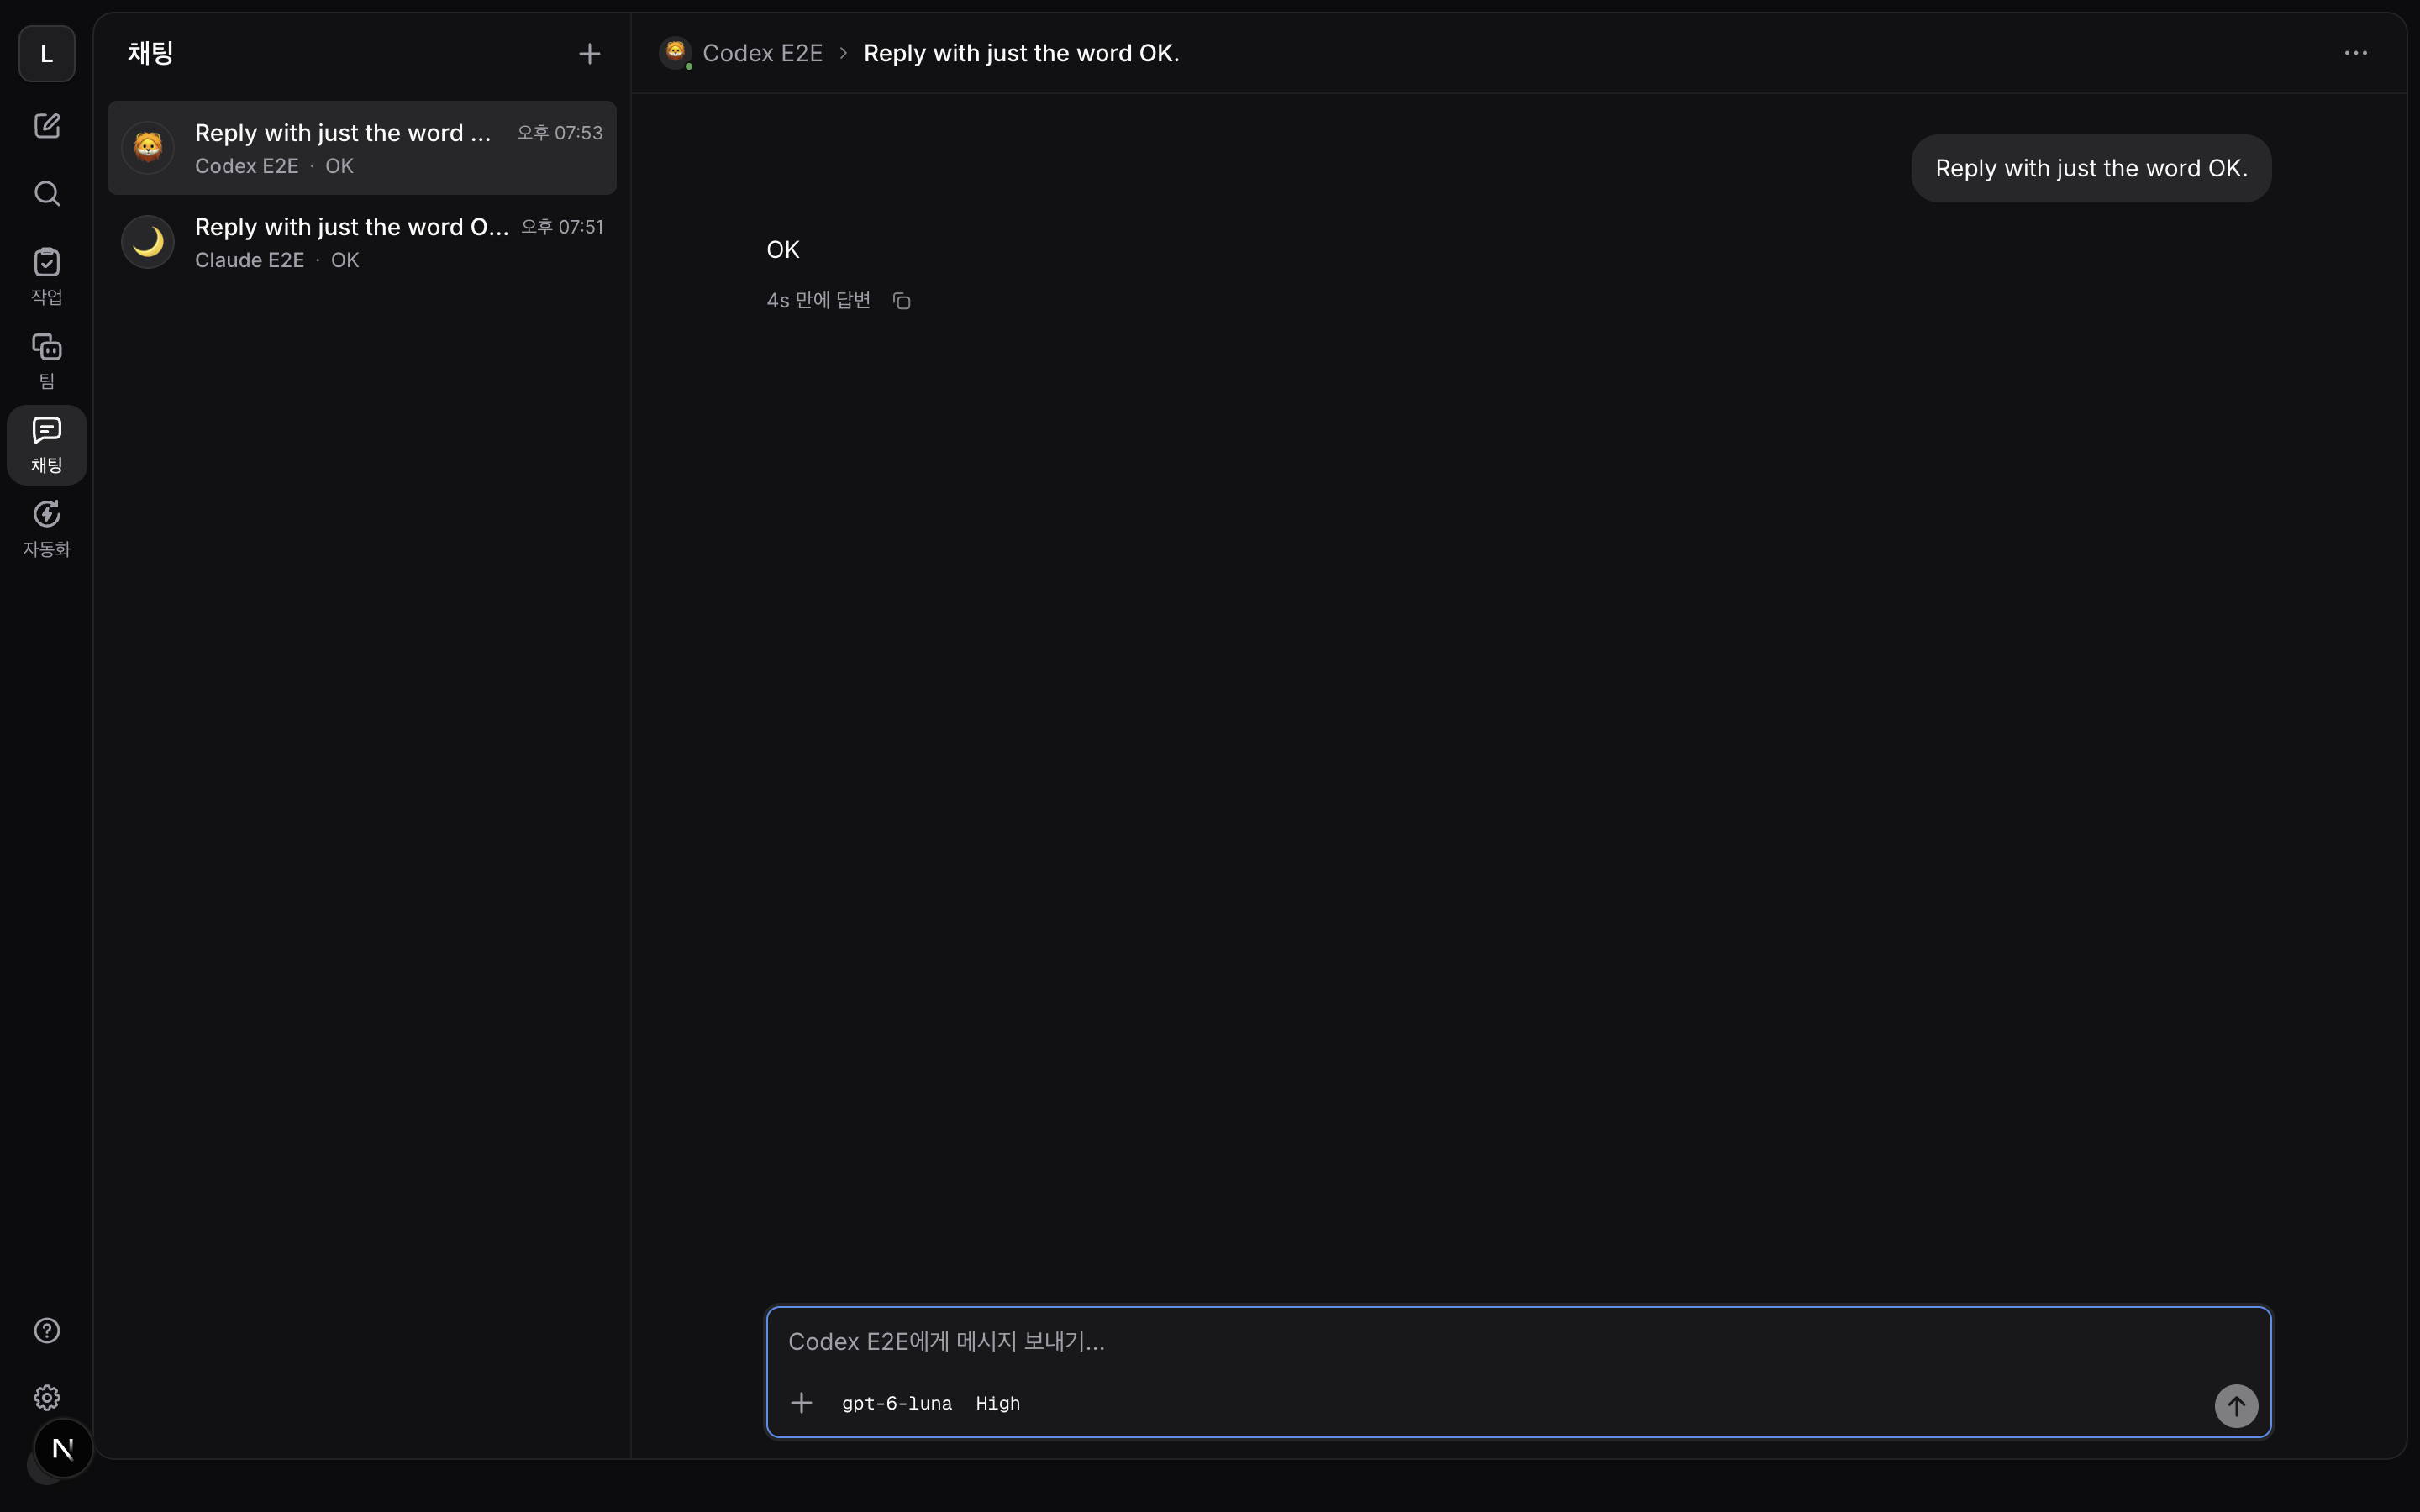 L
작업
팀
채팅
자동화
N
채팅
Reply with just the word ... 오후 07:53
Codex E2E · OK
Reply with just the word O... 오후 07:51
Claude E2E · OK
Codex E2E > Reply with just the word OK.
Reply with just the word OK.
OK
4s 만에 답변
Codex E2E에게 메시지 보내기...
gpt-6-luna High